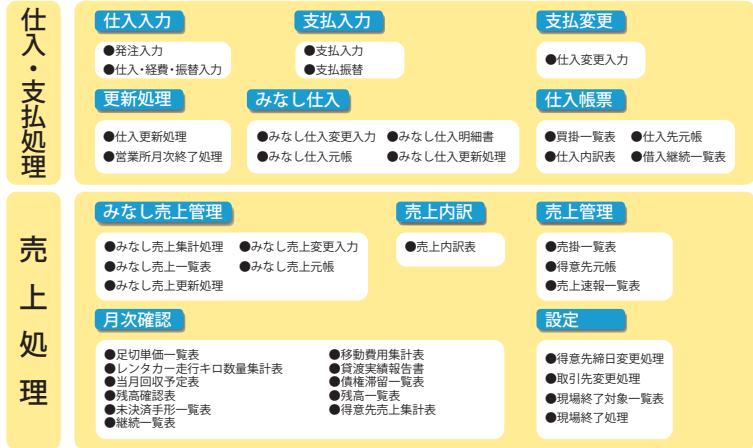 仕入・支払処理
仕入入力
●発注入力
●仕入・経費・振替入力
支払入力
●支払入力
●支払振替
支払変更
●仕入変更入力
更新処理
●仕入更新処理
●営業所月次終了処理
みなし仕入
●みなし仕入変更入力 ●みなし仕入明細書
●みなし仕入元帳 ●みなし仕入更新処理
仕入帳票
●買掛一覧表 ●仕入先元帳
●仕入内訳表 ●借入継続一覧表
売上処理
みなし売上管理
●みなし売上集計処理 ●みなし売上変更入力
●みなし売上一覧表 ●みなし売上元帳
●みなし売上更新処理
売上内訳
●売上内訳表
売上管理
●売掛一覧表
●得意先元帳
●売上速報一覧表
月次確認
●足切単価一覧表 ●移動費用集計表
●レンタカー走行キロ数量集計表 ●貸渡実績報告書
●当月回収予定表 ●債権滞留一覧表
●残高確認表 ●残高一覧表
●未決済手形一覧表 ●得意先売上集計表
●継続一覧表
設定
●得意先締日変更処理
●取引先変更処理
●現場終了対象一覧表
●現場終了処理